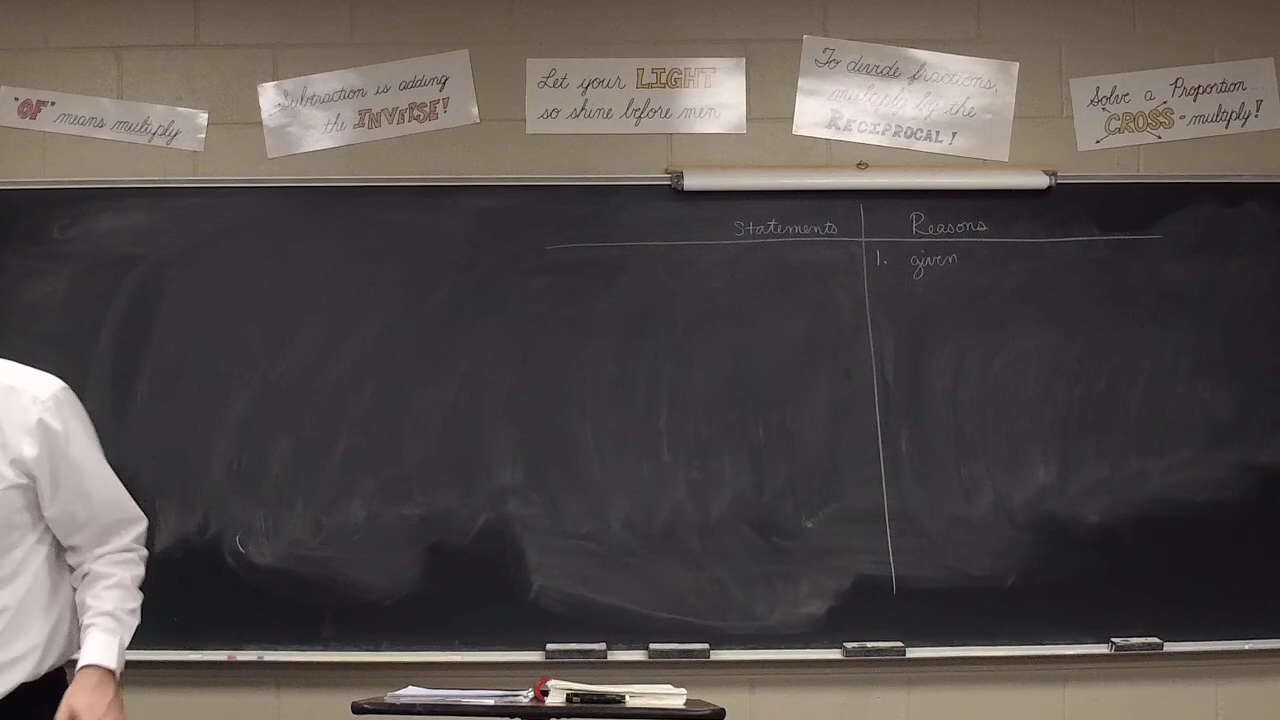 "OF" means multiply
Subtraction is adding
the INVERSE!
Let your LIGHT
so shine before men
To divide fractions,
multiply by the
RECIPROCAL!
Solve a Proportion
CROSS-multiply!
Statements Reasons
1. given